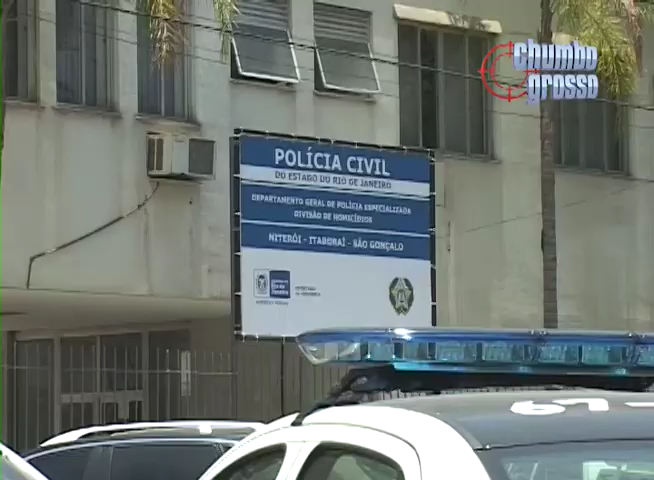 chumbo
grosso
POLÍCIA CIVIL
DO ESTADO DO RIO DE JANEIRO
DEPARTAMENTO GERAL DE POLÍCIA ESPECIALIZADA
DIVISÃO DE HOMICÍDIOS
NITERÓI - ITABORAÍ - SÃO GONÇALO
67